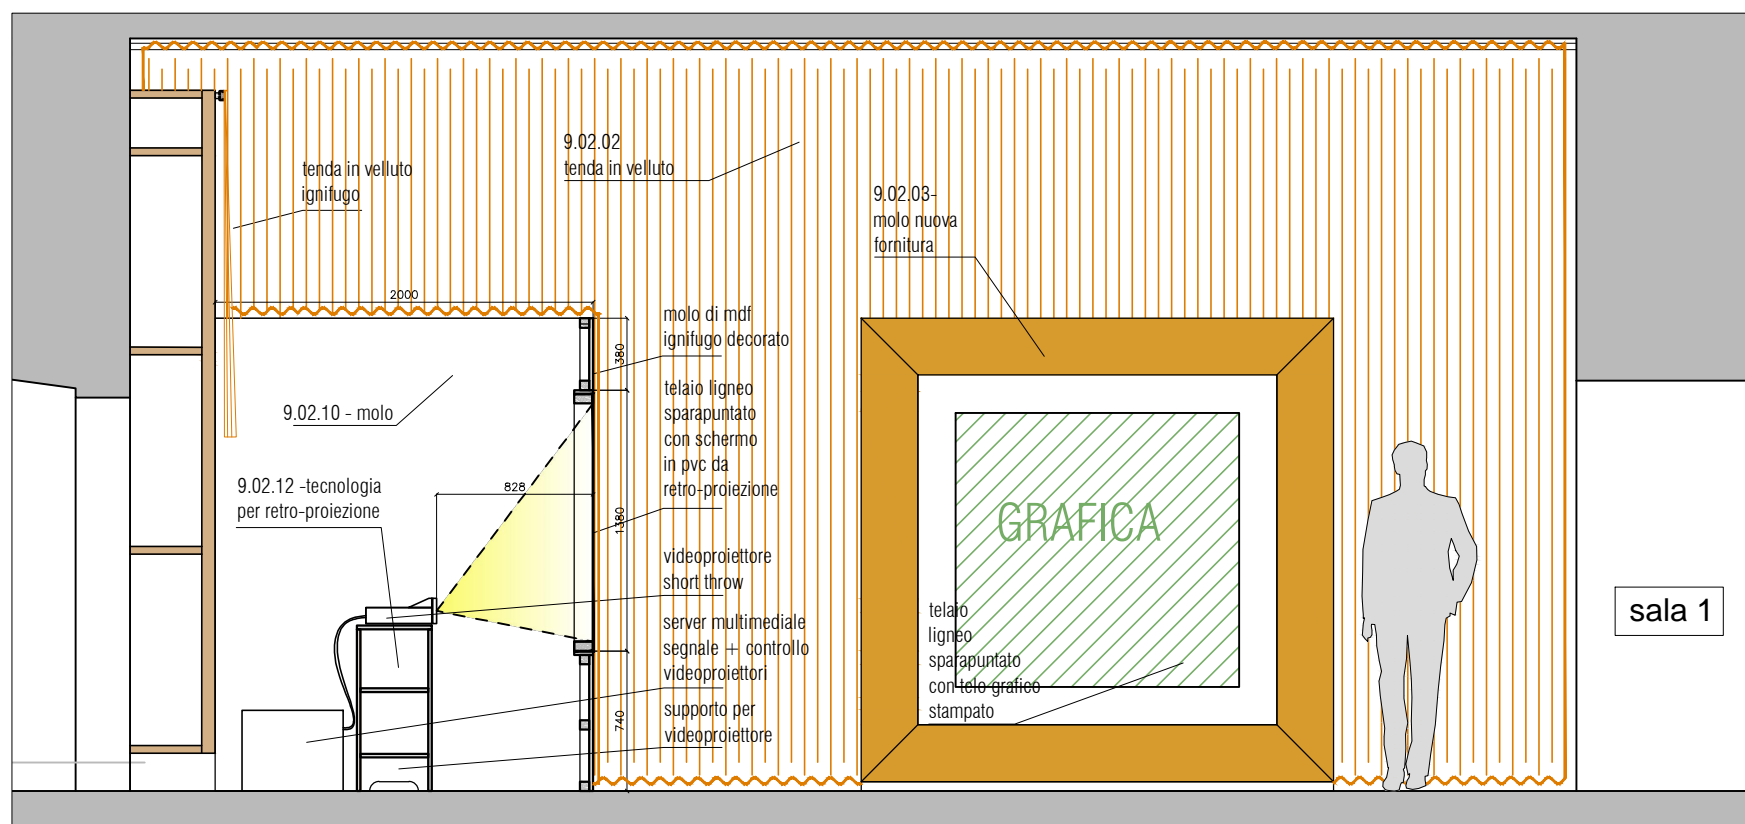 9.02.02
tenda in velluto
tenda in velluto
ignifugo
9.02.03-
molo nuova
fornitura
2000
molo di mdf
ignifugo decorato
380
telaio ligneo
sparapuntato
con schermo
in pvc da
retro-proiezione
9.02.10 - molo
9.02.12 -tecnologia
per retro-proiezione
828
1380
GRAFICA
videoproiettore
short throw
server multimediale
segnale + controllo
videoproiettori
supporto per
videoproiettore
740
telaio
ligneo
sparapuntato
con telo grafico
stampato
sala 1